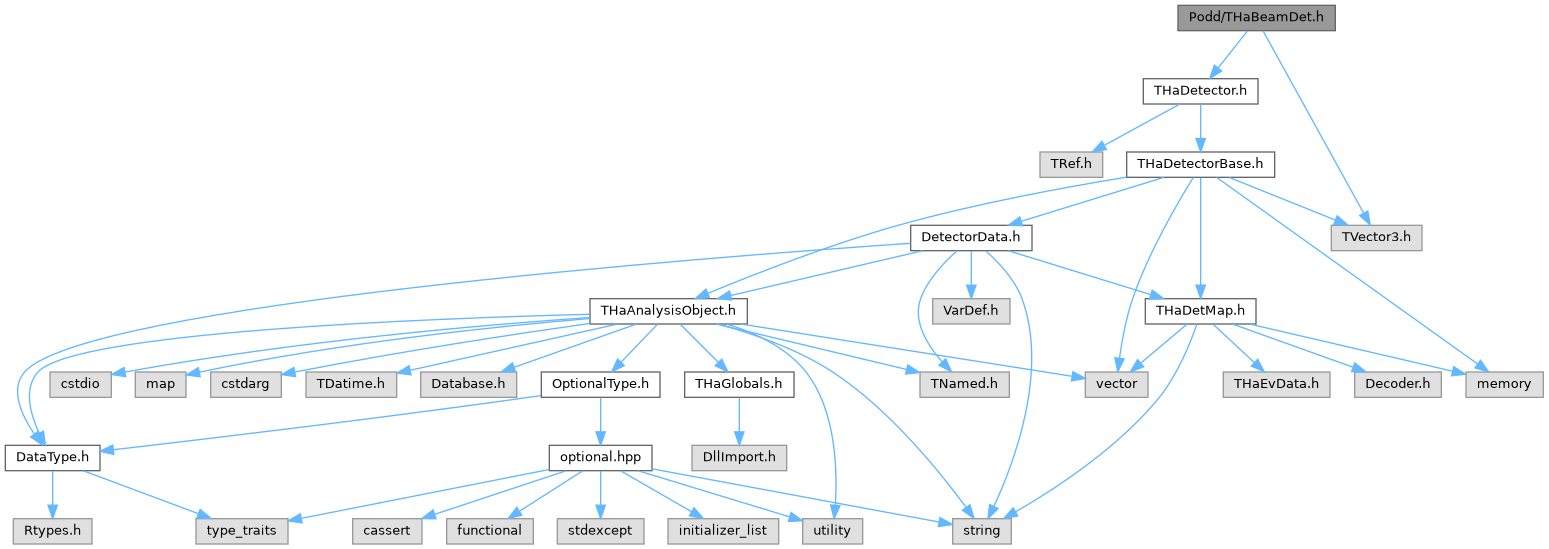 Podd/THaBeamDet.h
THaDetector.h
TRef.h
THaDetectorBase.h
DetectorData.h
TVector3.h
THaAnalysisObject.h
VarDef.h
THaDetMap.h
cstdio
map
cstdarg
TDatime.h
Database.h
OptionalType.h
THaGlobals.h
TNamed.h
vector
THaEvData.h
Decoder.h
memory
DataType.h
optional.hpp
DllImport.h
Rtypes.h
type_traits
cassert
functional
stdexcept
initializer_list
utility
string